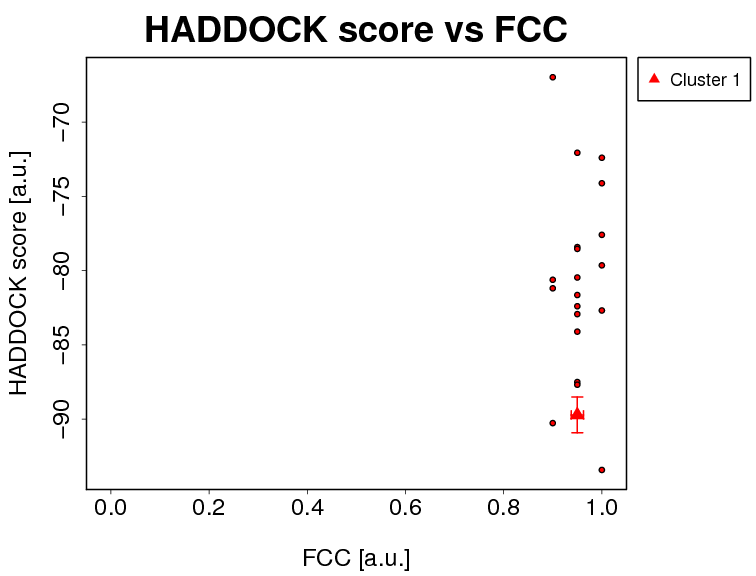 HADDOCK score vs FCC
Cluster 1
HADDOCK score [a.u.]
−70
−75
−80
−85
−90
0.0 0.2 0.4 0.6 0.8 1.0
FCC [a.u.]